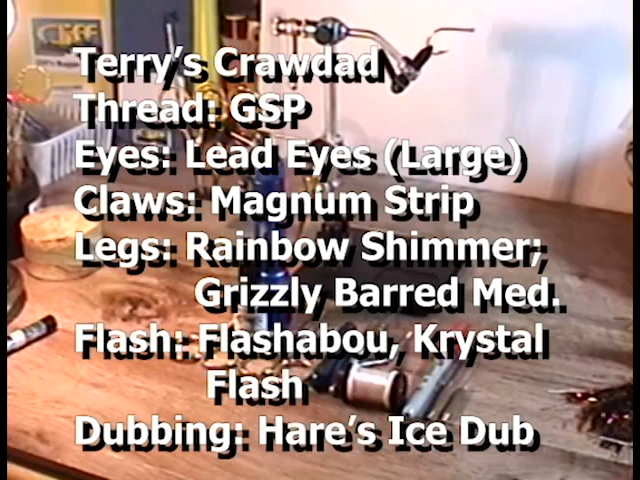 CLIFF
Terry's Crawdad
Thread: GSP
Eyes: Lead Eyes (Large)
Claws: Magnum Strip
Legs: Rainbow Shimmer;
Grizzly Barred Med.
Flash: Flashabou, Krystal
Flash
Dubbing: Hare's Ice Dub